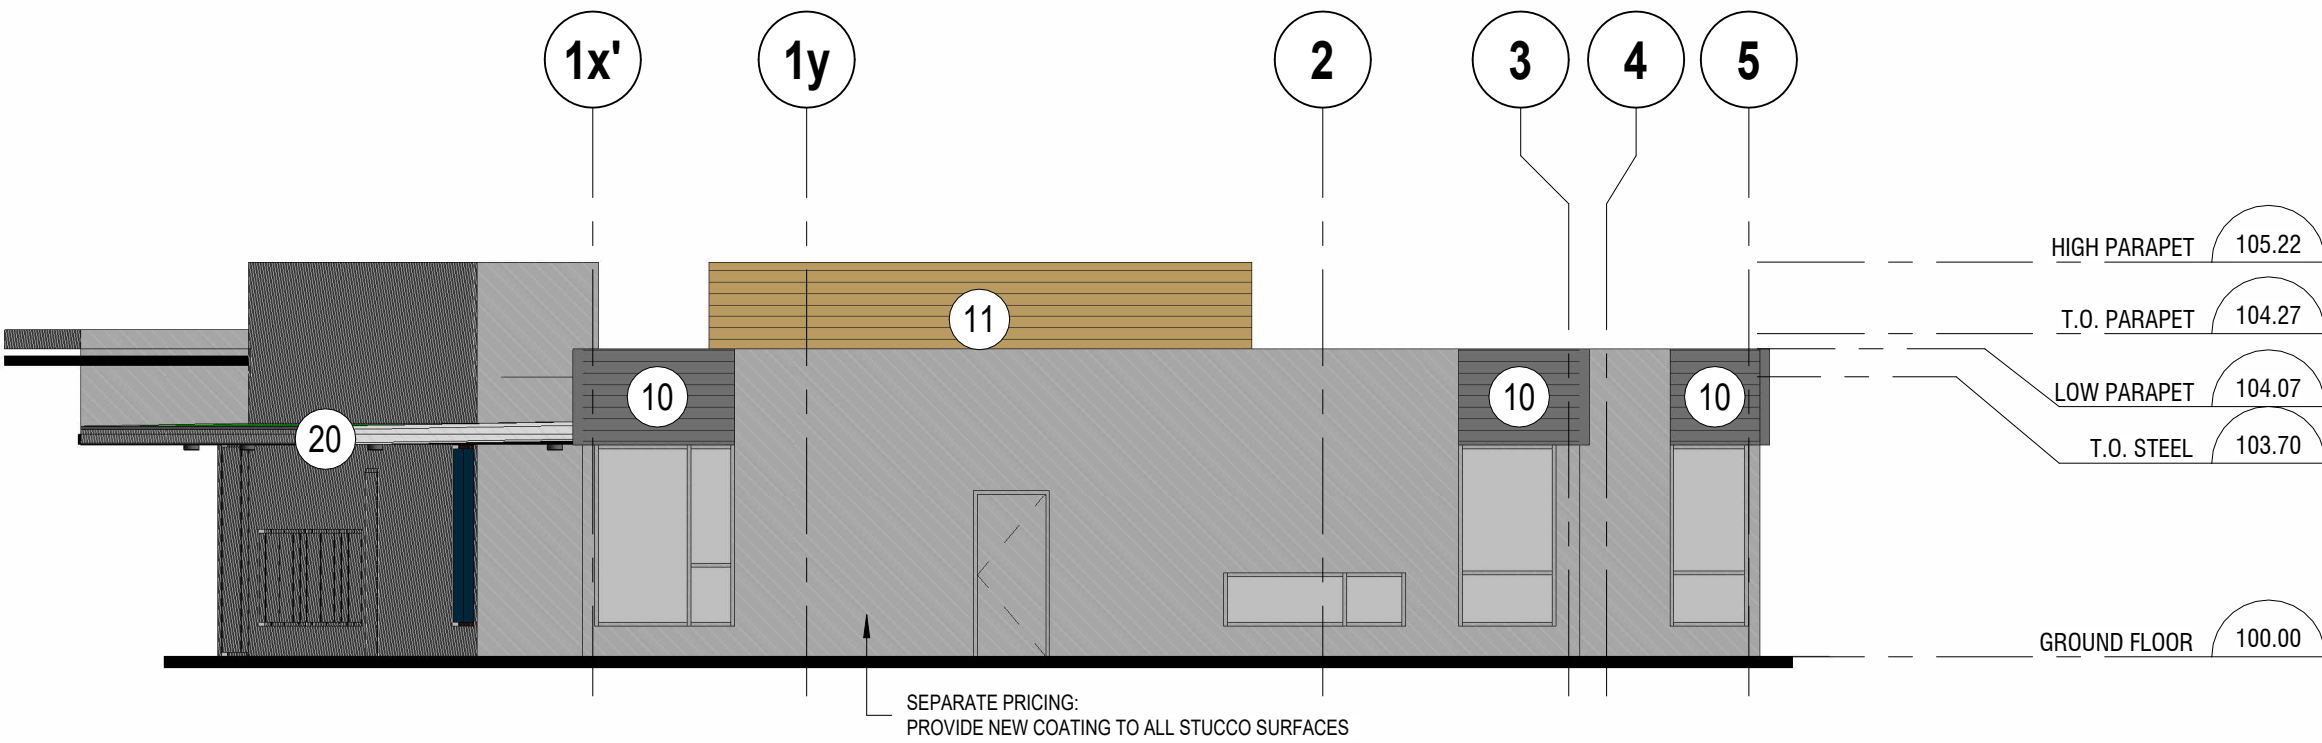 1x' 1y 2 3 4 5
HIGH PARAPET 105.22
11
T.O. PARAPET 104.27
10 10 10
LOW PARAPET 104.07
20
T.O. STEEL 103.70
GROUND FLOOR 100.00
SEPARATE PRICING:
PROVIDE NEW COATING TO ALL STUCCO SURFACES